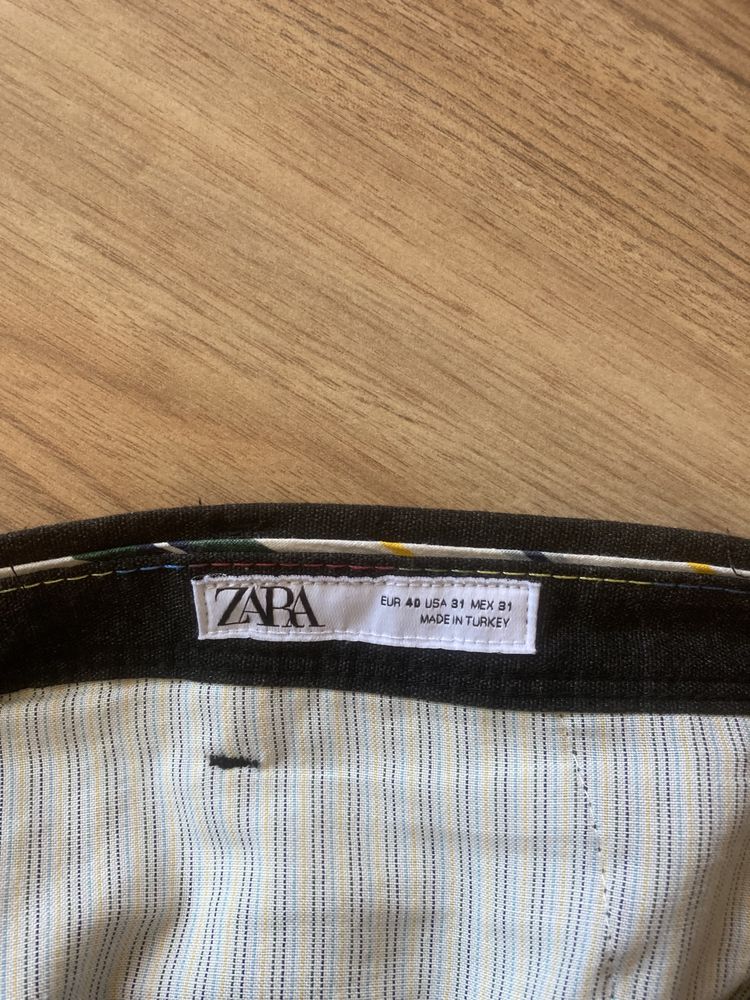 ZARA
EUR 40 USA 31 MEX 31
MADE IN TURKEY